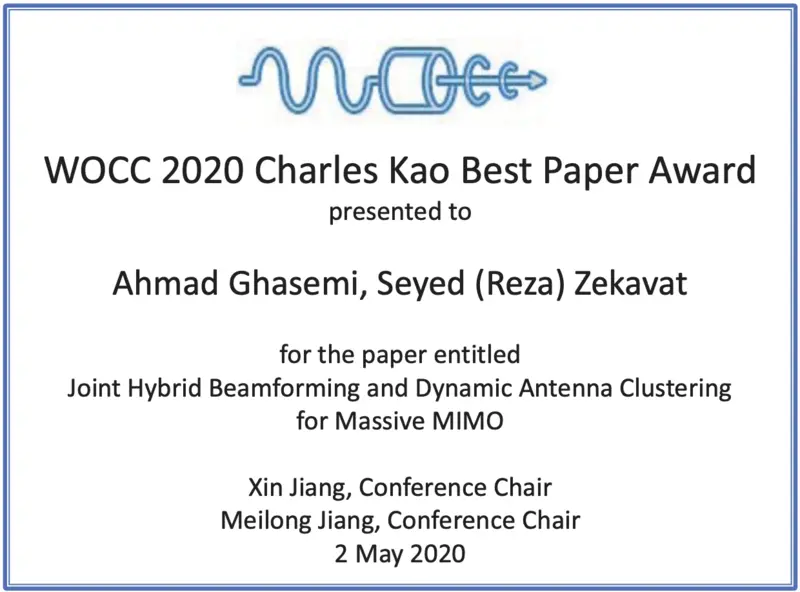 WOCC
WOCC 2020 Charles Kao Best Paper Award
presented to
Ahmad Ghasemi, Seyed (Reza) Zekavat
for the paper entitled
Joint Hybrid Beamforming and Dynamic Antenna Clustering
for Massive MIMO
Xin Jiang, Conference Chair
Meilong Jiang, Conference Chair
2 May 2020